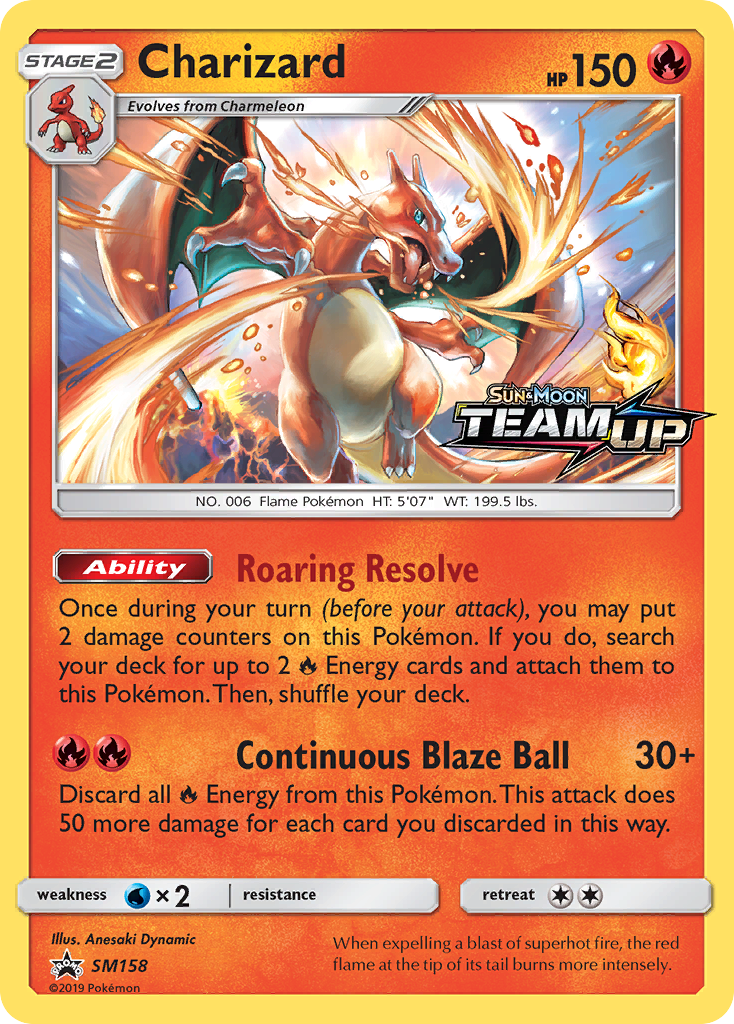 STAGE2
Charizard
HP 150
Evolves from Charmeleon
SUN & MOON
TEAM UP
NO. 006 Flame Pokémon HT: 5'07" WT: 199.5 lbs.
Ability Roaring Resolve
Once during your turn (before your attack), you may put
2 damage counters on this Pokémon. If you do, search
your deck for up to 2 Energy cards and attach them to
this Pokémon. Then, shuffle your deck.
Continuous Blaze Ball 30+
Discard all Energy from this Pokémon. This attack does
50 more damage for each card you discarded in this way.
weakness × 2 resistance retreat
Illus. Anesaki Dynamic
PROMO SM158
©2019 Pokémon
When expelling a blast of superhot fire, the red
flame at the tip of its tail burns more intensely.